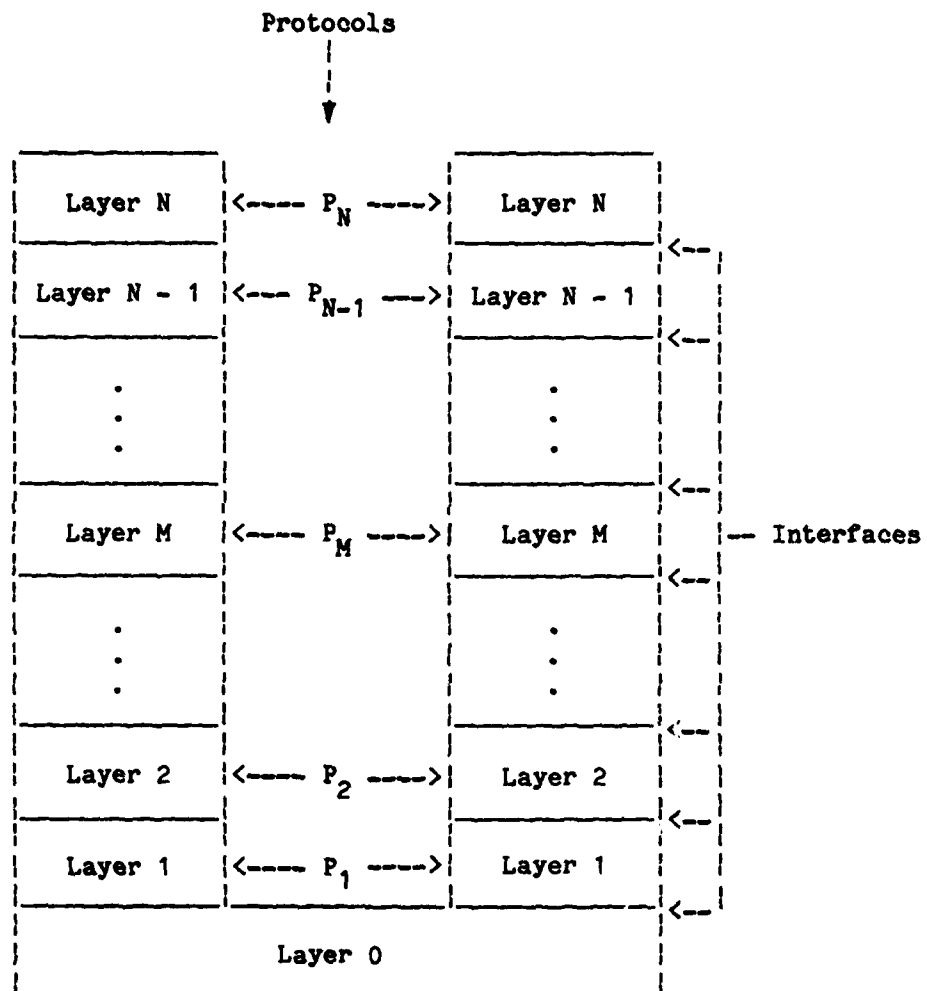 Protocols
Layer N <---- P_N ----> Layer N
Layer N - 1 <---- P_N-1 ----> Layer N - 1
Layer M <---- P_M ----> Layer M
Interfaces
Layer 2 <---- P_2 ----> Layer 2
Layer 1 <---- P_1 ----> Layer 1
Layer 0